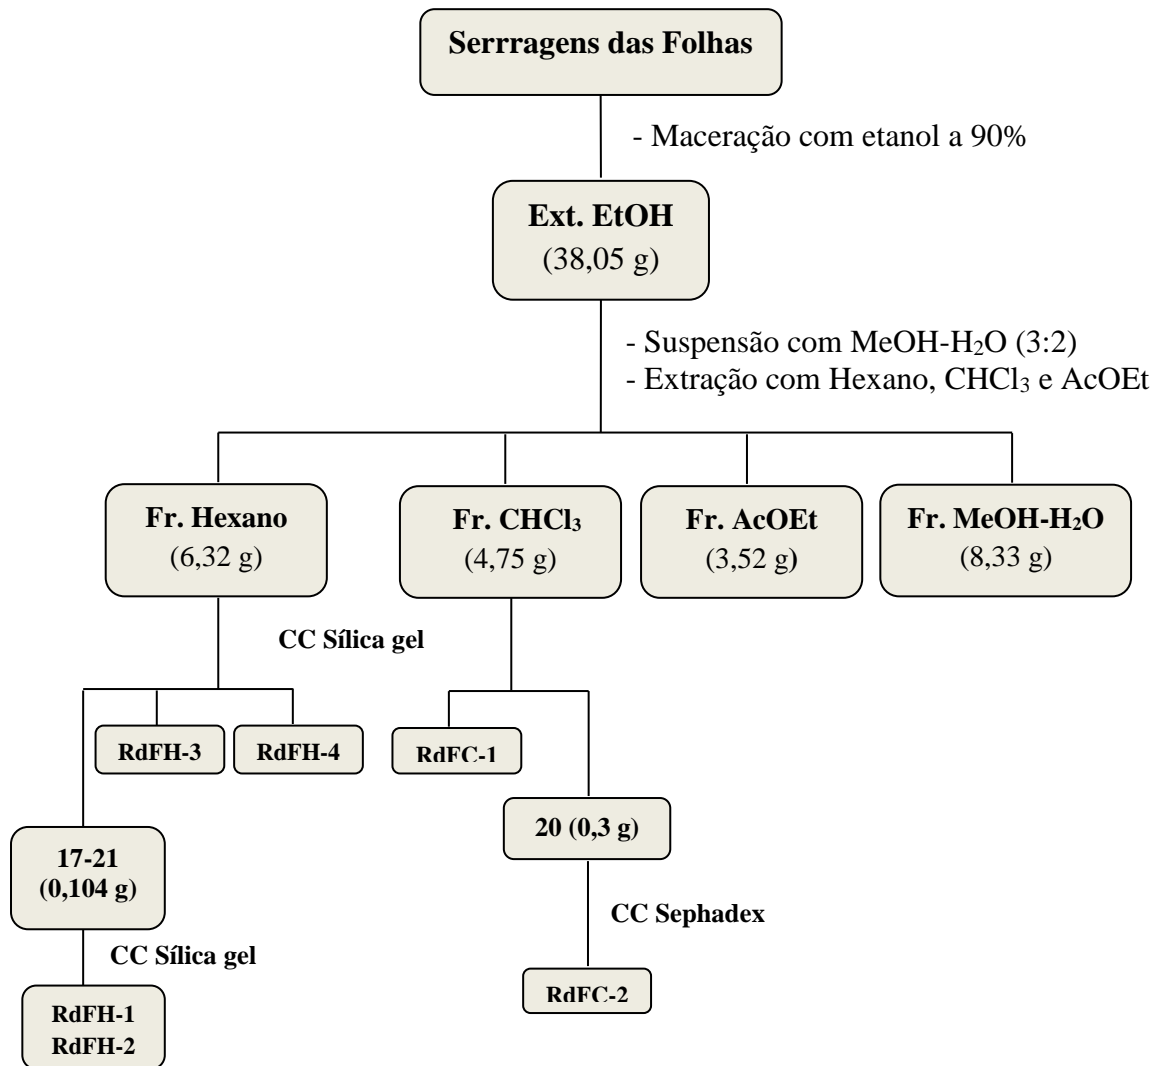 Serrragens das Folhas
- Maceração com etanol a 90%
Ext. EtOH
(38,05 g)
- Suspensão com MeOH-H₂O (3:2)
- Extração com Hexano, CHCl₃ e AcOEt
Fr. Hexano
(6,32 g)
Fr. CHCl₃
(4,75 g)
Fr. AcOEt
(3,52 g)
Fr. MeOH-H₂O
(8,33 g)
CC Sílica gel
RdFH-3
RdFH-4
RdFC-1
20 (0,3 g)
17-21
(0,104 g)
CC Sephadex
CC Sílica gel
RdFC-2
RdFH-1
RdFH-2